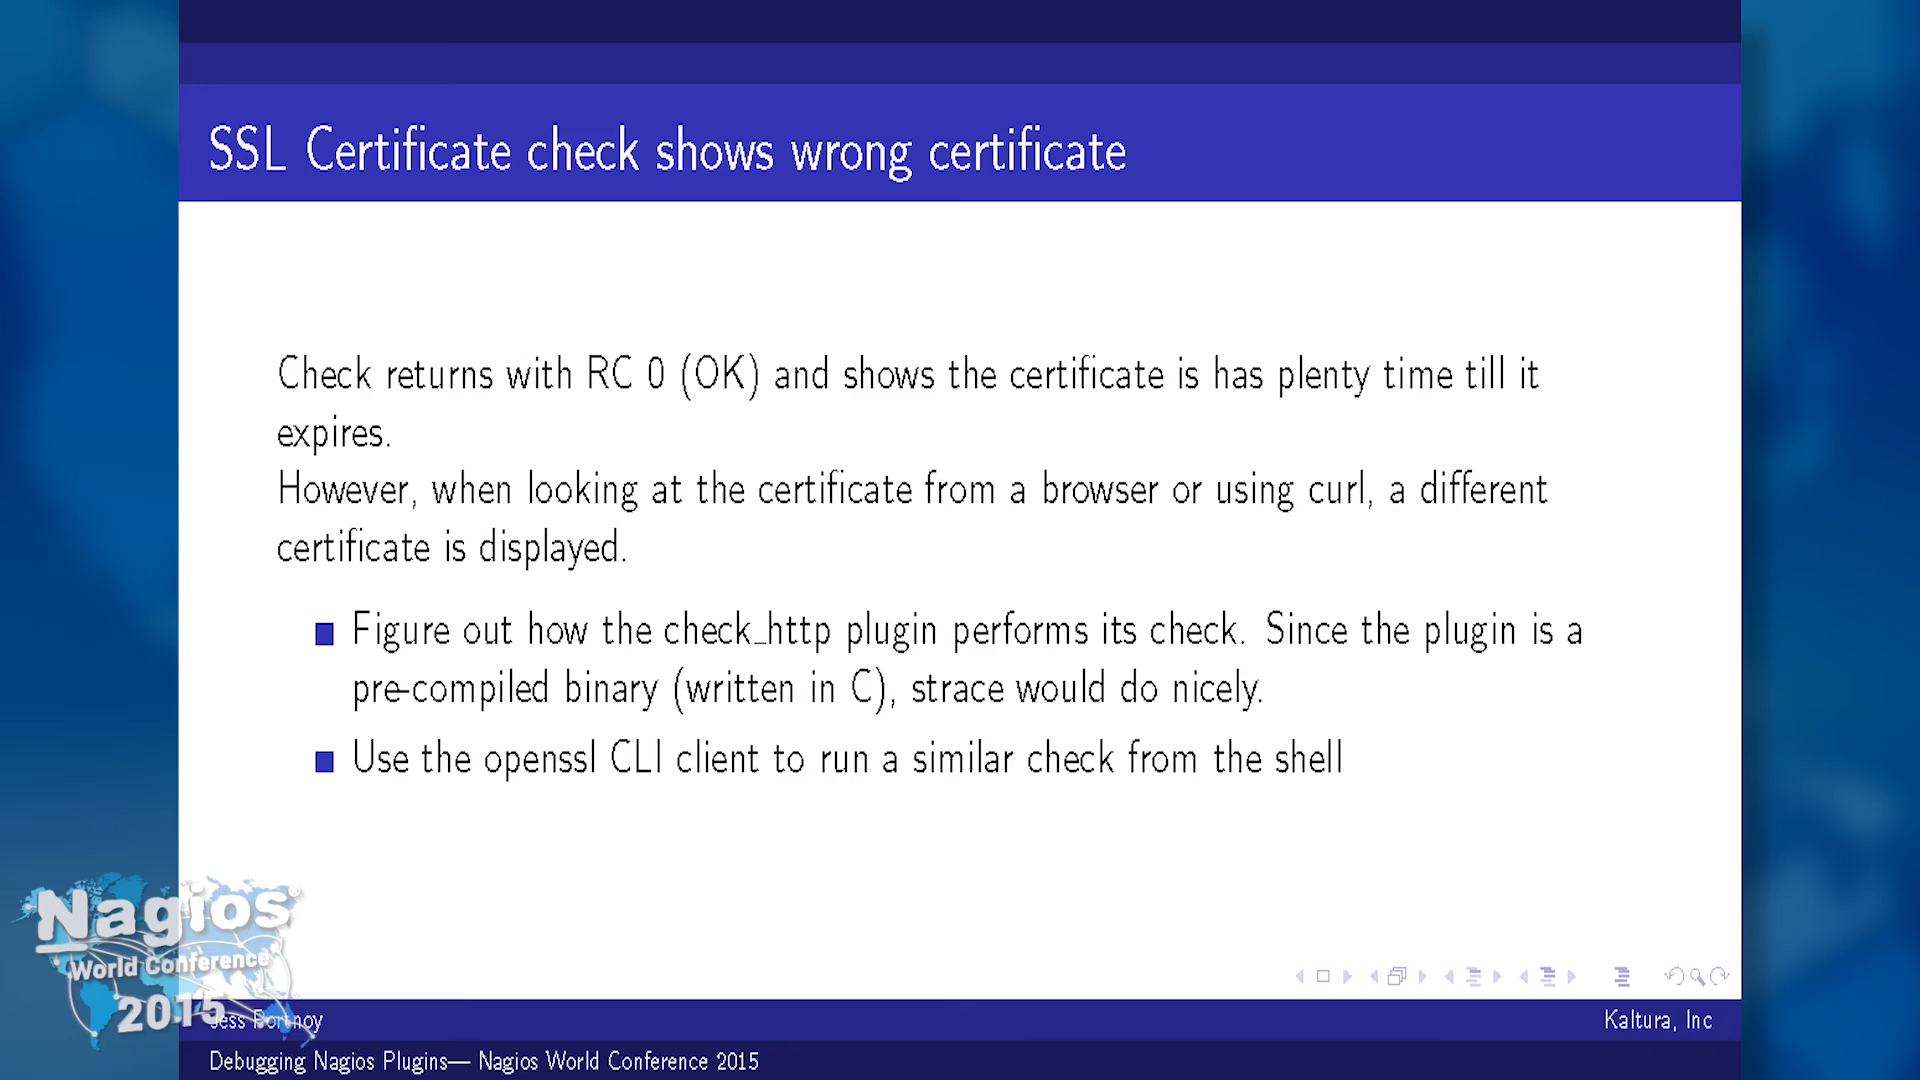 SSL Certificate check shows wrong certificate
Check returns with RC 0 (OK) and shows the certificate is has plenty time till it
expires.
However, when looking at the certificate from a browser or using curl, a different
certificate is displayed.
Figure out how the check_http plugin performs its check. Since the plugin is a
pre-compiled binary (written in C), strace would do nicely.
Use the openssl CLI client to run a similar check from the shell
Nagios®
World Conference
2015
Jess Portnoy
Kaltura, Inc
Debugging Nagios Plugins— Nagios World Conference 2015